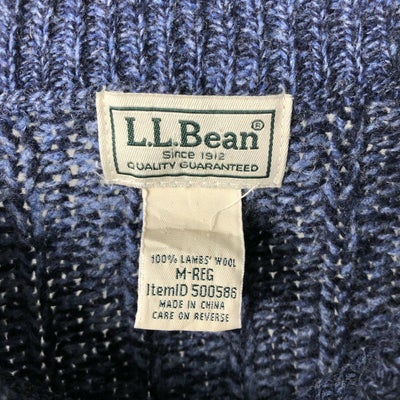 L.L.Bean®
Since 1912
QUALITY GUARANTEED
100% LAMBS' WOOL
M-REG
ItemID 500586
MADE IN CHINA
CARE ON REVERSE